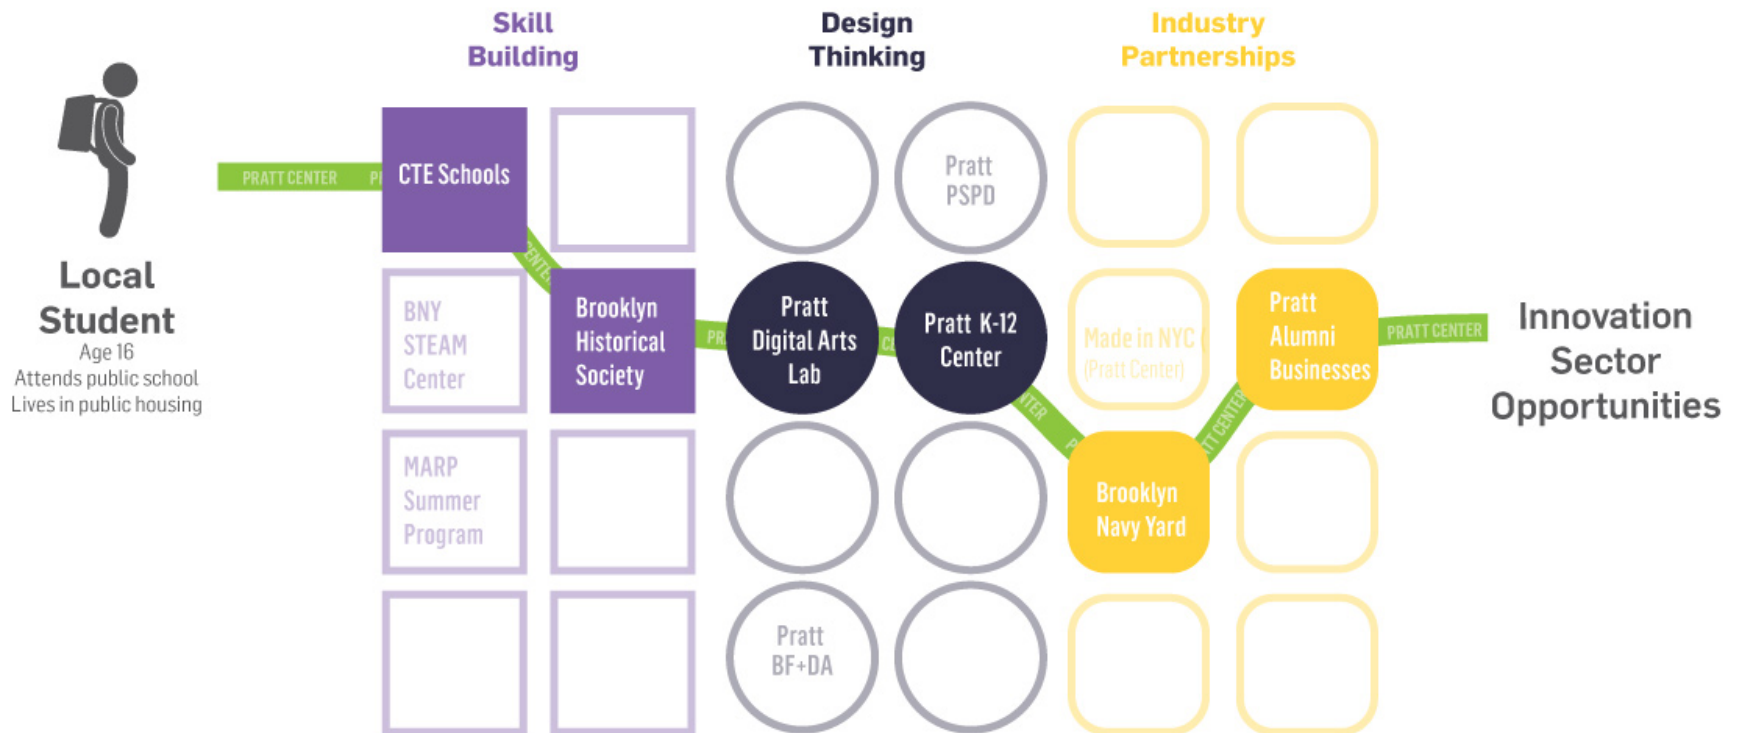 Skill
Building
Design
Thinking
Industry
Partnerships
Local
Student
Age 16
Attends public school
Lives in public housing
PRATT CENTER
CTE Schools
Pratt
PSPD
BNY
STEAM
Center
Brooklyn
Historical
Society
Pratt
Digital Arts
Lab
Pratt K-12
Center
Made in NYC (
(Pratt Center)
Pratt
Alumni
Businesses
PRATT CENTER
Innovation
Sector
Opportunities
MARP
Summer
Program
Brooklyn
Navy Yard
Pratt
BF+DA